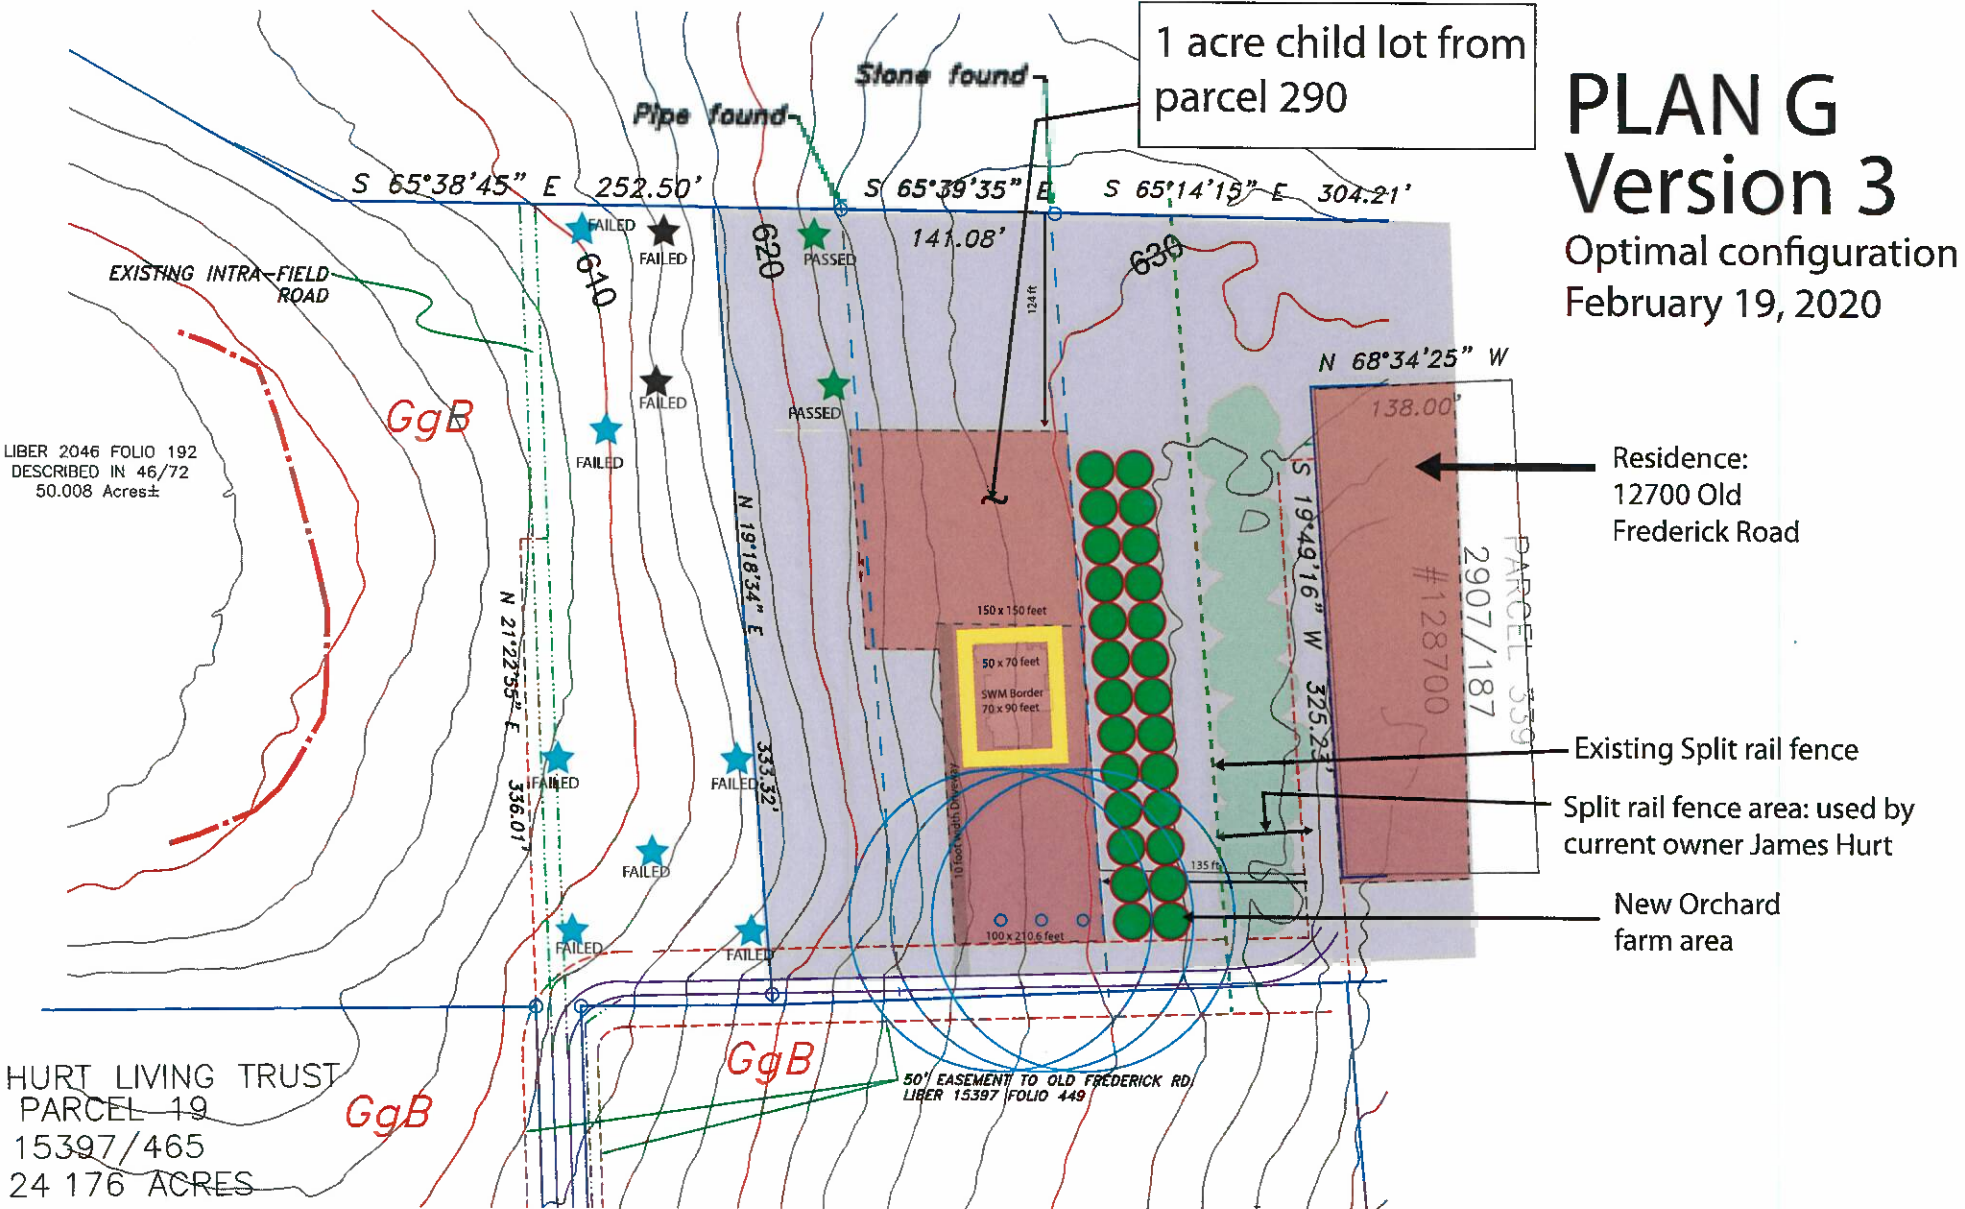 1 acre child lot from
parcel 290
PLAN G
Version 3
Optimal configuration
February 19, 2020
Stone found
Pipe found
S 65°38'45" E 252.50'
S 65°39'35" E
141.08'
S 65°14'15" E 304.21'
FAILED
FAILED
610
620
PASSED
630
124 ft
EXISTING INTRA-FIELD
ROAD
N 68°34'25" W
138.00'
GgB
FAILED
PASSED
LIBER 2046 FOLIO 192
DESCRIBED IN 46/72
50.008 Acres±
FAILED
Residence:
12700 Old
Frederick Road
N 19°18'34" E 333.32'
S 19°49'16" W 325.23'
PARCEL 339
2907/187
#128700
N 21°22'55" E 336.01'
150 x 150 feet
50 x 70 feet
SWM Border
70 x 90 feet
10 foot width Driveway
Existing Split rail fence
FAILED
FAILED
Split rail fence area: used by
current owner James Hurt
FAILED
135 ft
New Orchard
farm area
FAILED
FAILED
100 x 210.6 feet
GgB
50' EASEMENT TO OLD FREDERICK RD.
LIBER 15397 FOLIO 449
HURT LIVING TRUST
PARCEL 19
15397/465
24 176 ACRES
GgB